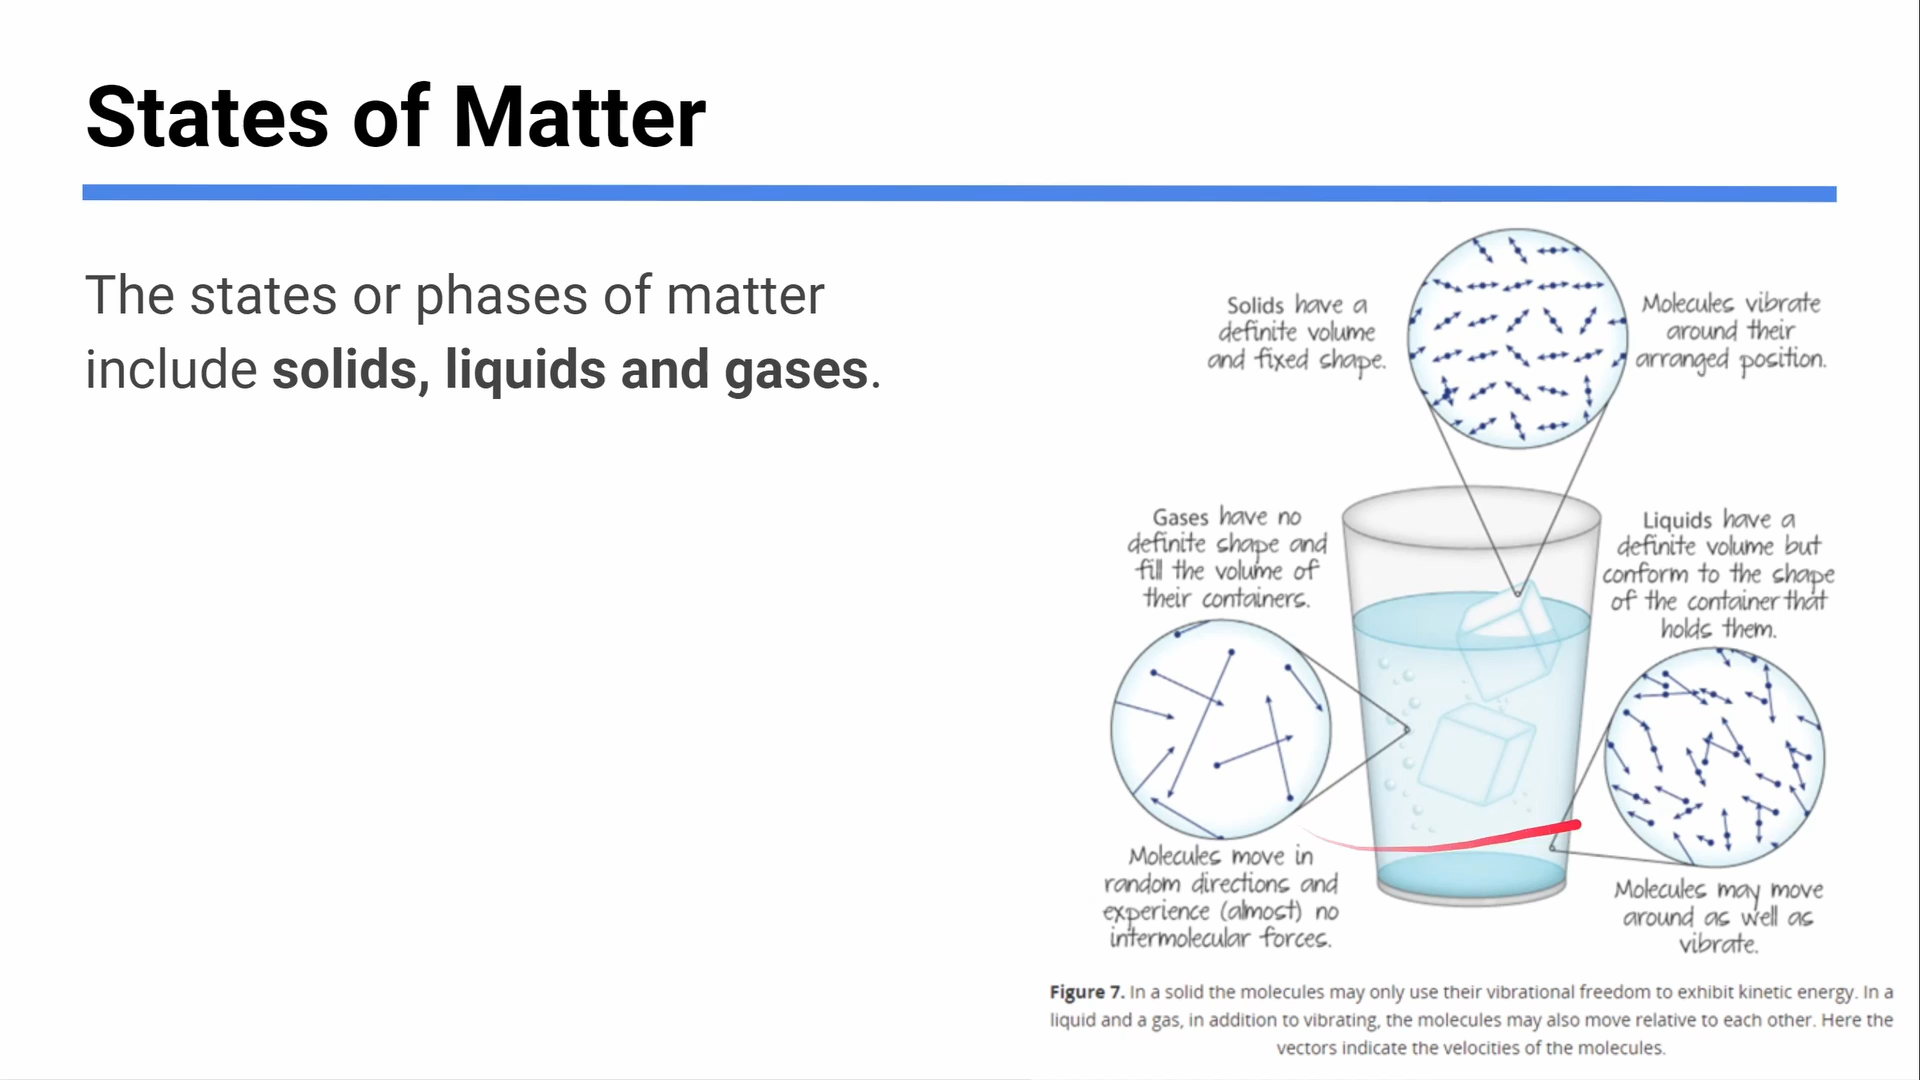 States of Matter
The states or phases of matter
include solids, liquids and gases.
Solids have a
definite volume
and fixed shape.
Molecules vibrate
around their
arranged position.
Gases have no
definite shape and
fill the volume of
their containers.
Liquids have a
definite volume but
conform to the shape
of the container that
holds them.
Molecules move in
random directions and
experience (almost) no
intermolecular forces.
Molecules may move
around as well as
vibrate.
Figure 7. In a solid the molecules may only use their vibrational freedom to exhibit kinetic energy. In a
liquid and a gas, in addition to vibrating, the molecules may also move relative to each other. Here the
vectors indicate the velocities of the molecules.